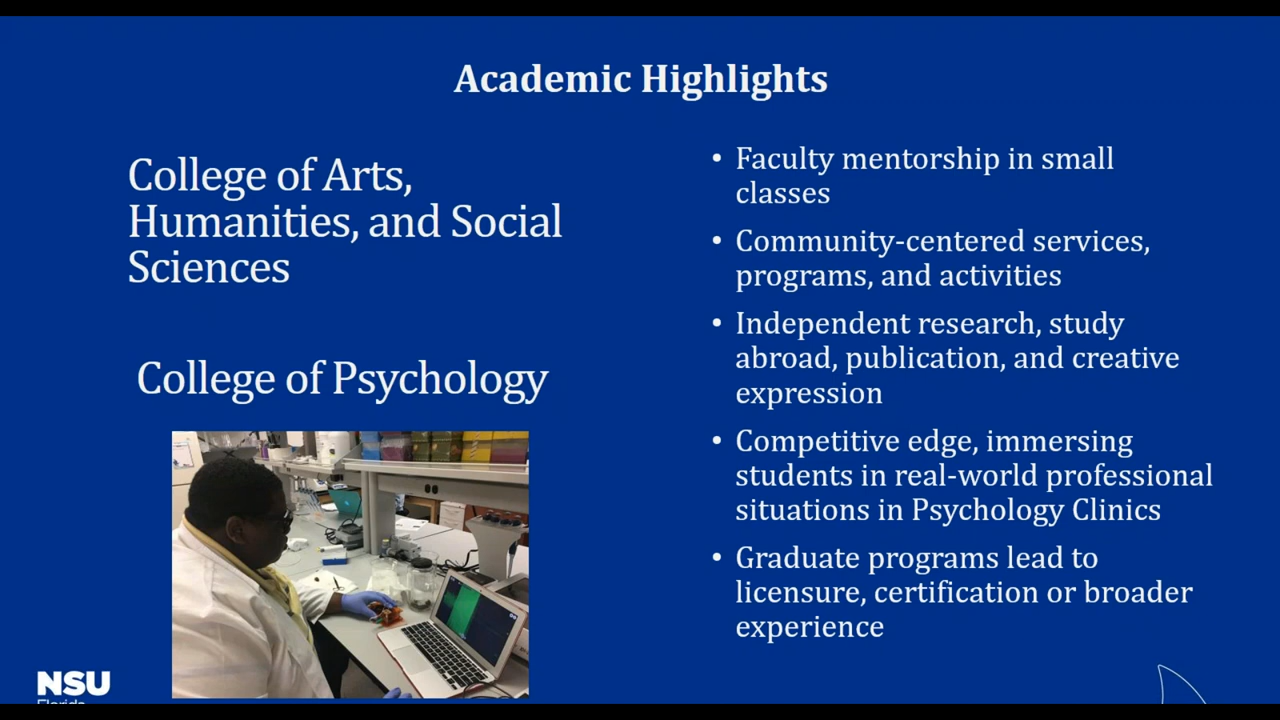 Academic Highlights
College of Arts,
Humanities, and Social
Sciences
College of Psychology
• Faculty mentorship in small
classes
• Community-centered services,
programs, and activities
• Independent research, study
abroad, publication, and creative
expression
• Competitive edge, immersing
students in real-world professional
situations in Psychology Clinics
• Graduate programs lead to
licensure, certification or broader
experience
NSU
Florida